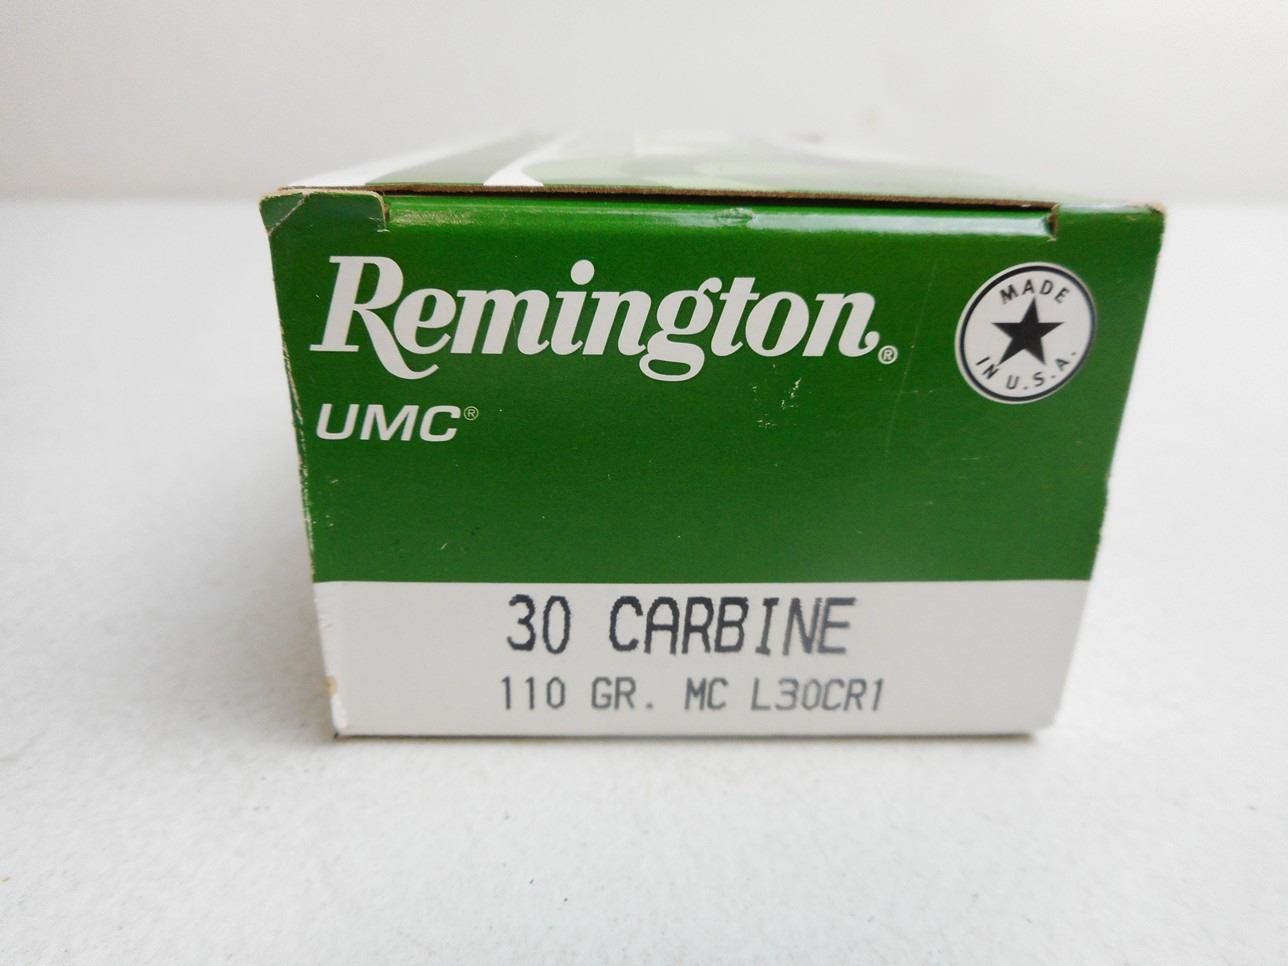 Remington®
UMC®
MADE
IN U.S.A.
30 CARBINE
110 GR. MC L30CR1